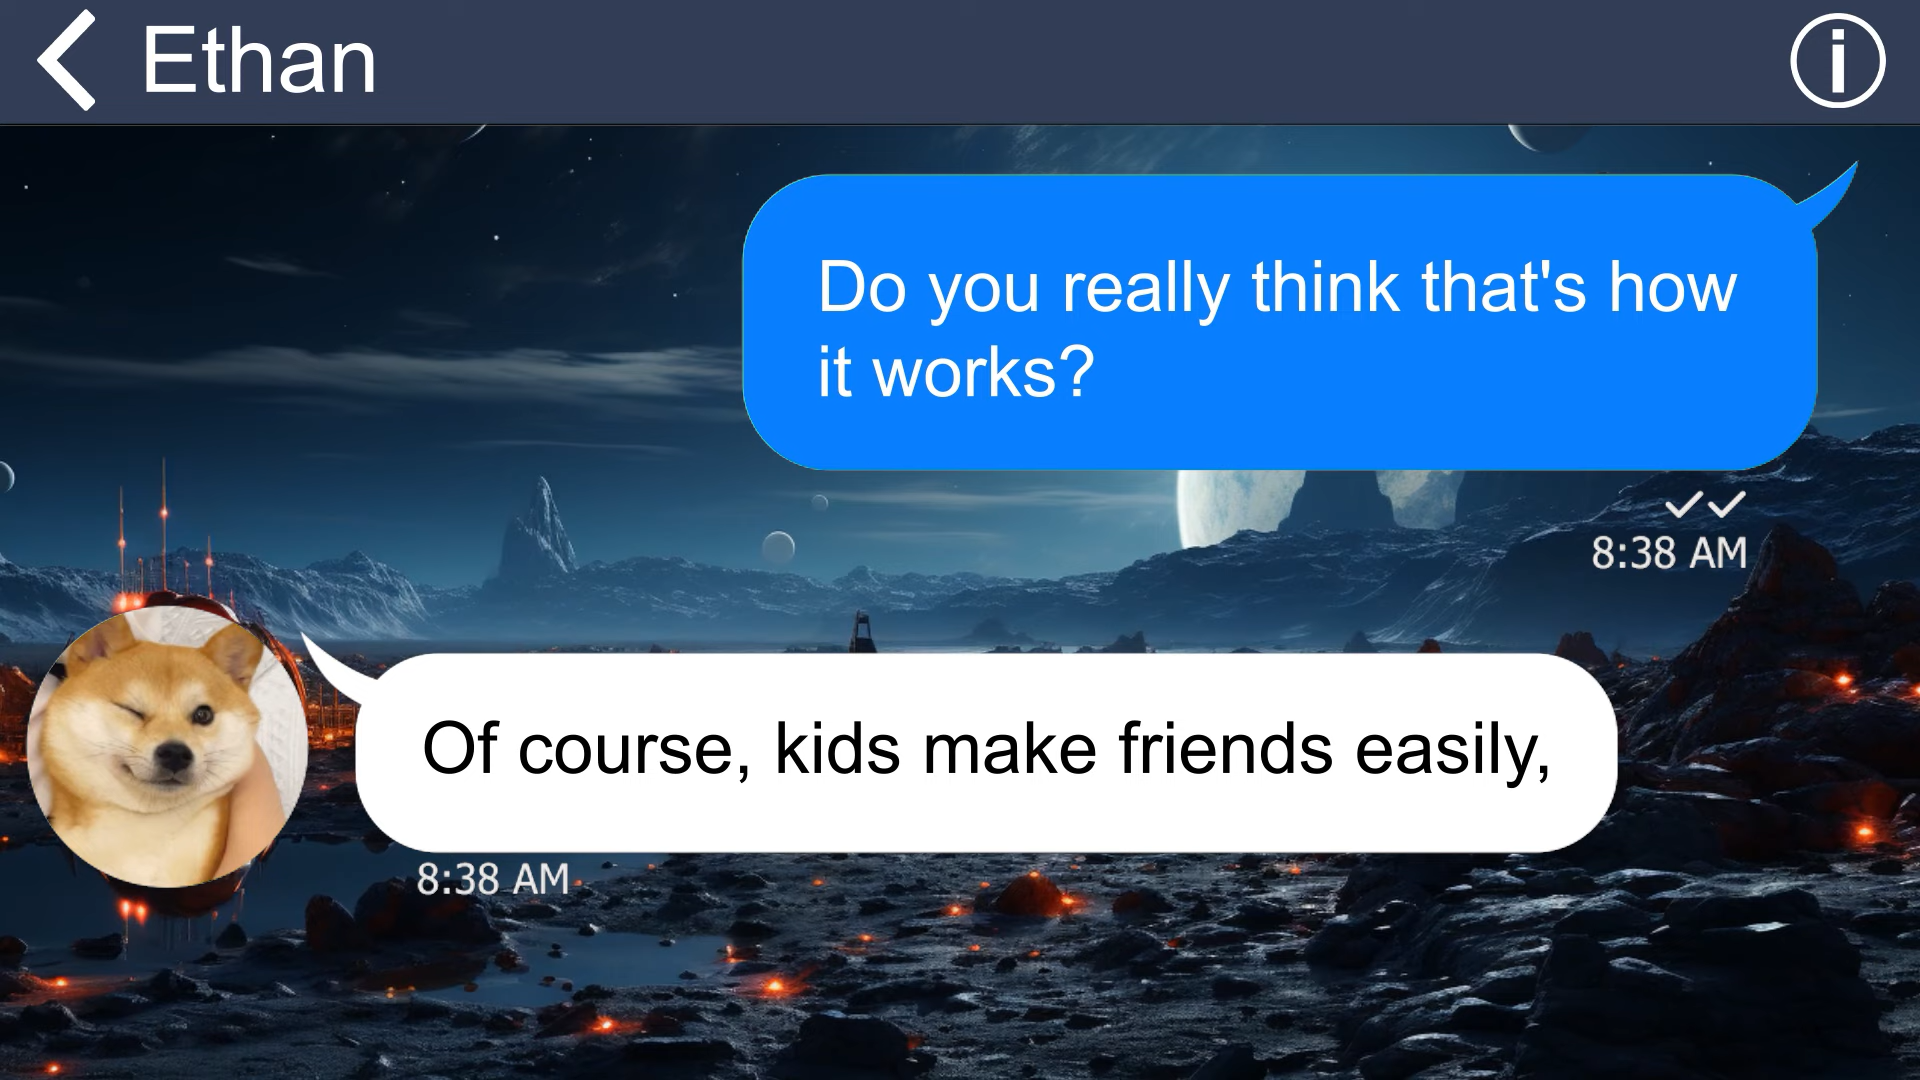 Ethan
Do you really think that's how
it works?
8:38 AM
Of course, kids make friends easily,
8:38 AM